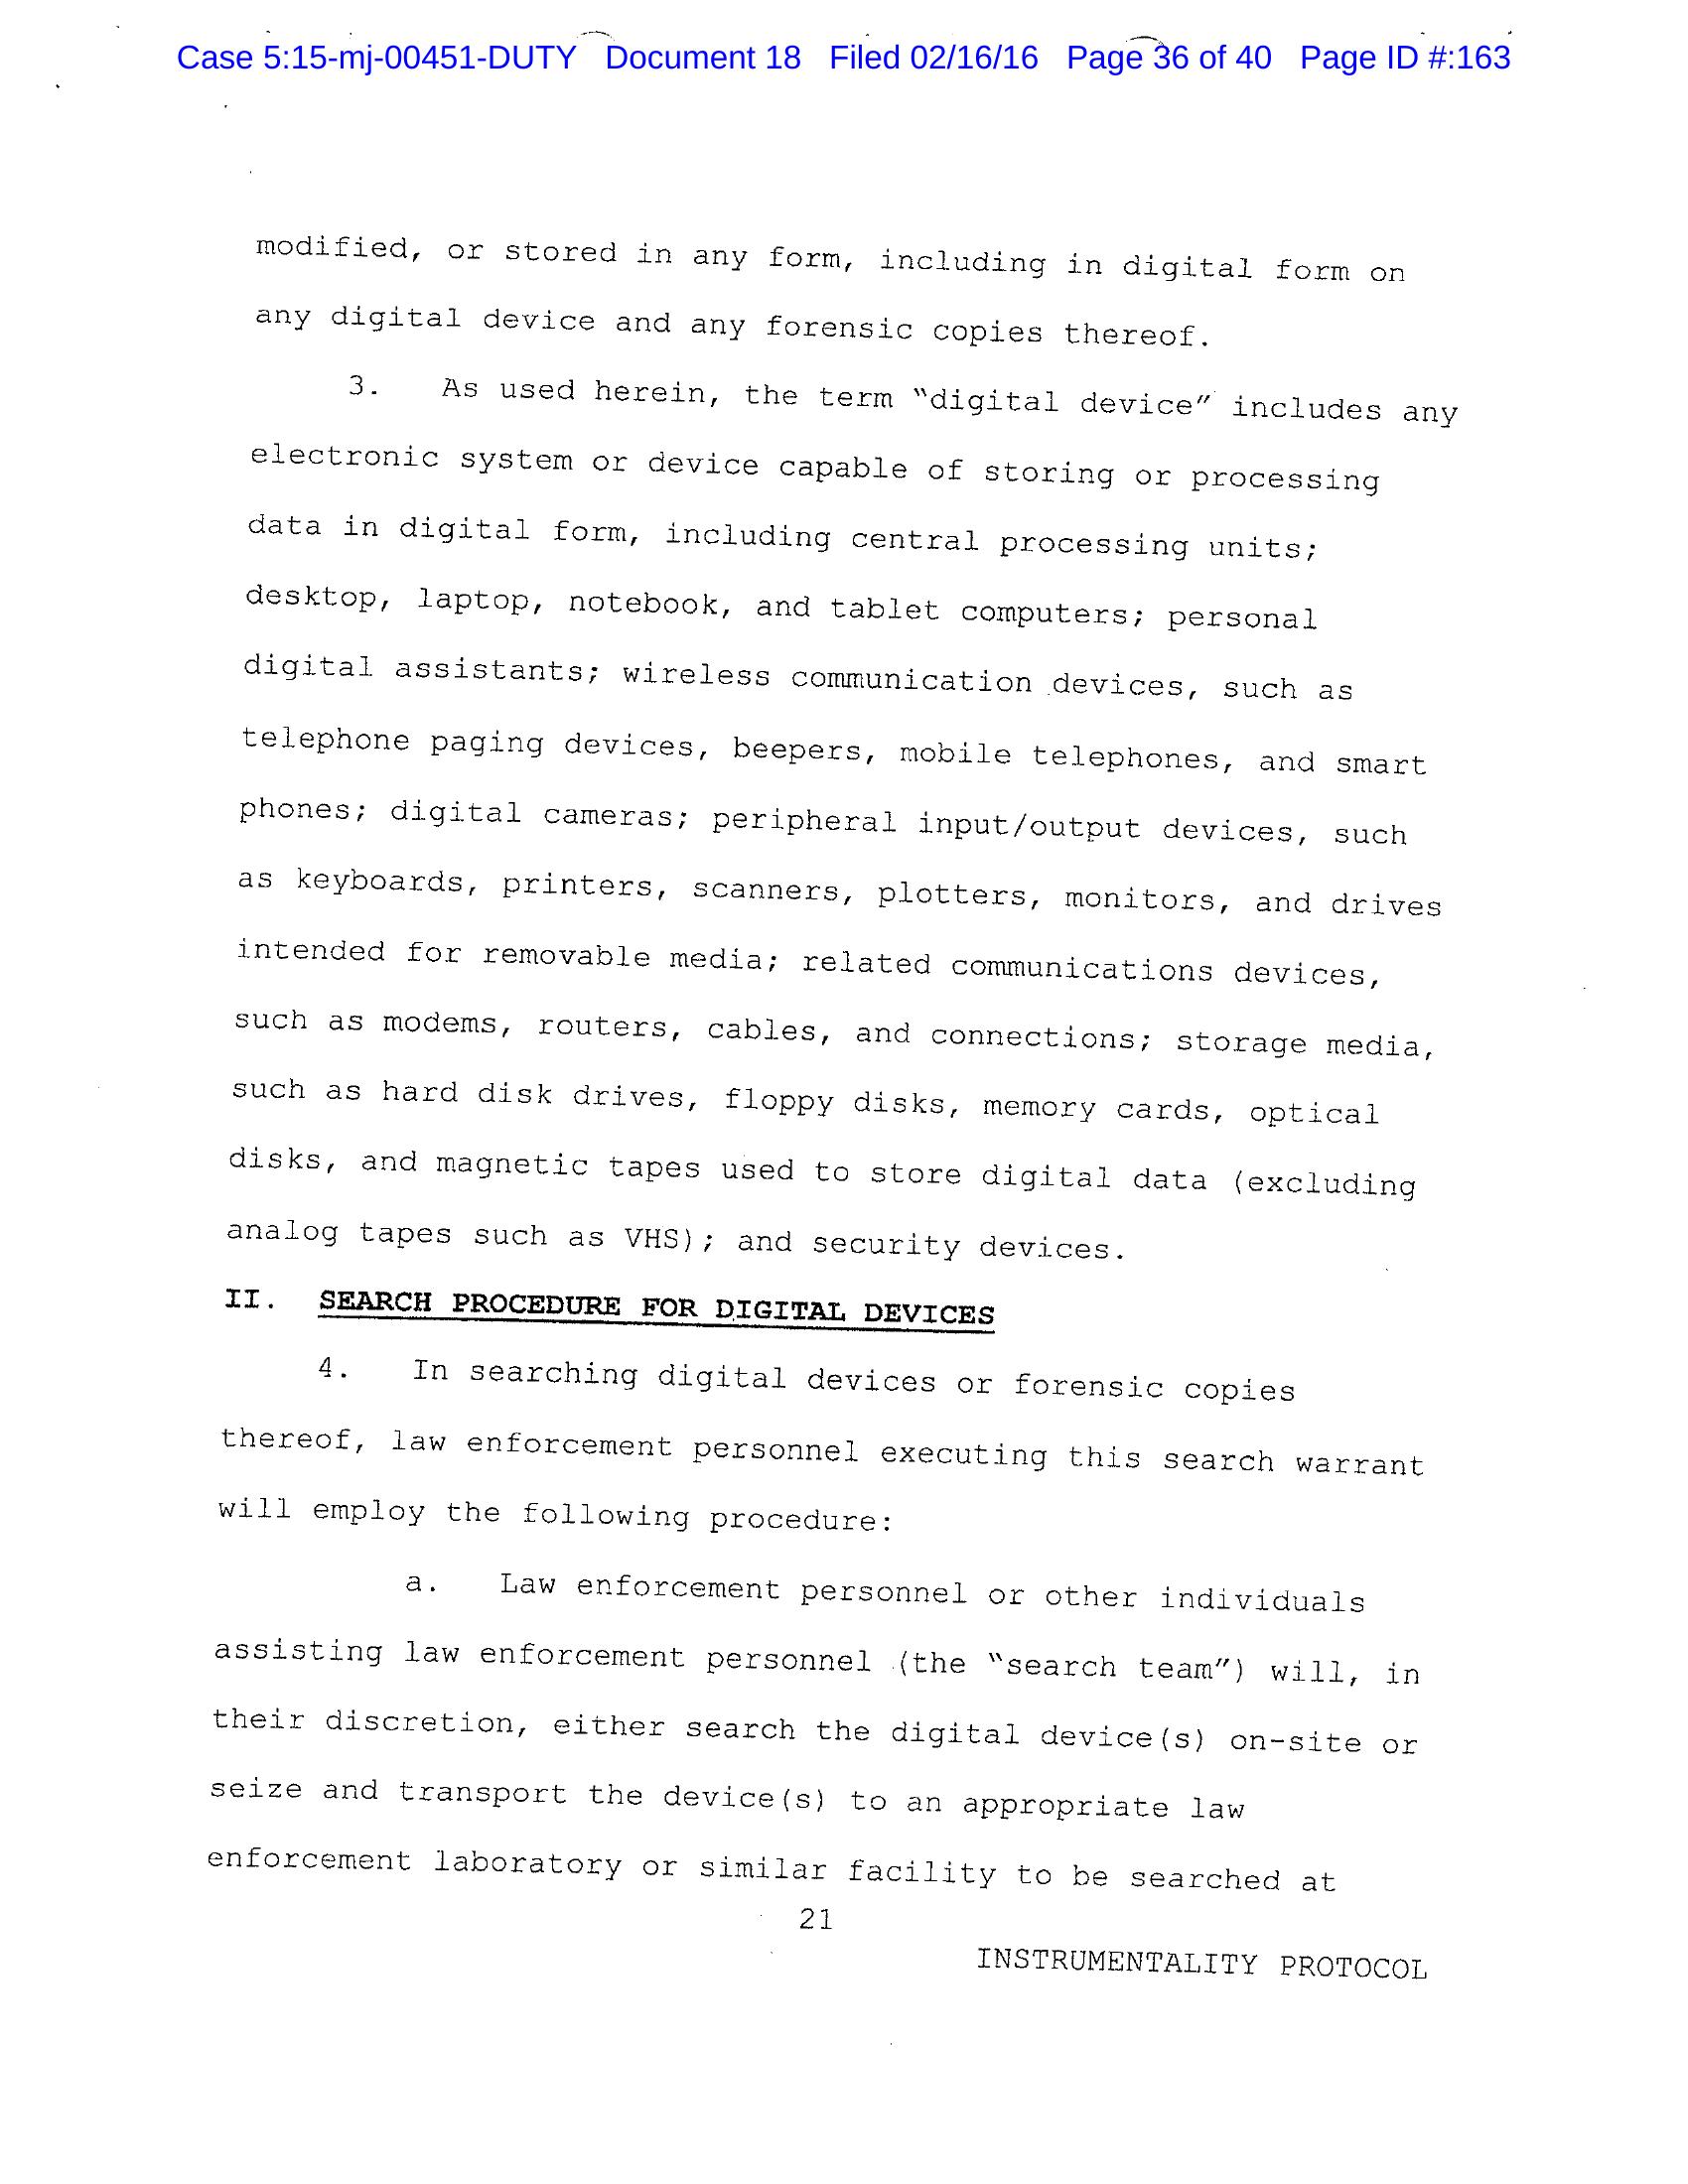 Case 5:15-mj-00451-DUTY Document 18 Filed 02/16/16 Page 36 of 40 Page ID #:163
modified, or stored in any form, including in digital form on
any digital device and any forensic copies thereof.
3. As used herein, the term “digital device” includes any
electronic system or device capable of storing or processing
data in digital form, including central processing units;
desktop, laptop, notebook, and tablet computers; personal
digital assistants; wireless communication devices, such as
telephone paging devices, beepers, mobile telephones, and smart
phones; digital cameras; peripheral input/output devices, such
as keyboards, printers, scanners, plotters, monitors, and drives
intended for removable media; related communications devices,
such as modems, routers, cables, and connections; storage media,
such as hard disk drives, floppy disks, memory cards, optical
disks, and magnetic tapes used to store digital data (excluding
analog tapes such as VHS); and security devices.
II. SEARCH PROCEDURE FOR DIGITAL DEVICES
4. In searching digital devices or forensic copies
thereof, law enforcement personnel executing this search warrant
will employ the following procedure:
a. Law enforcement personnel or other individuals
assisting law enforcement personnel (the “search team”) will, in
their discretion, either search the digital device(s) on-site or
seize and transport the device(s) to an appropriate law
enforcement laboratory or similar facility to be searched at
21
INSTRUMENTALITY PROTOCOL